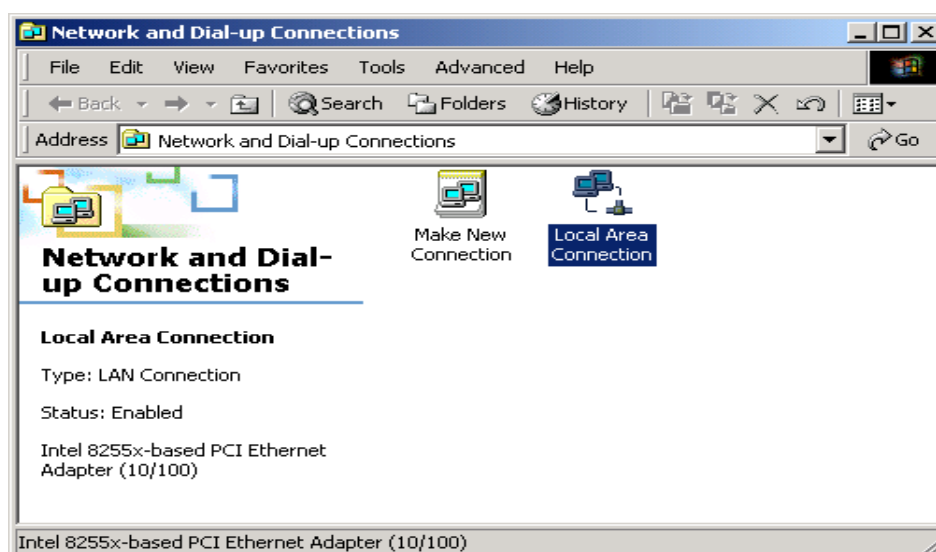 Network and Dial-up Connections
File Edit View Favorites Tools Advanced Help
Back Search Folders History
Address Network and Dial-up Connections Go
Make New Connection
Local Area Connection
Network and Dial-
up Connections
Local Area Connection
Type: LAN Connection
Status: Enabled
Intel 8255x-based PCI Ethernet
Adapter (10/100)
Intel 8255x-based PCI Ethernet Adapter (10/100)